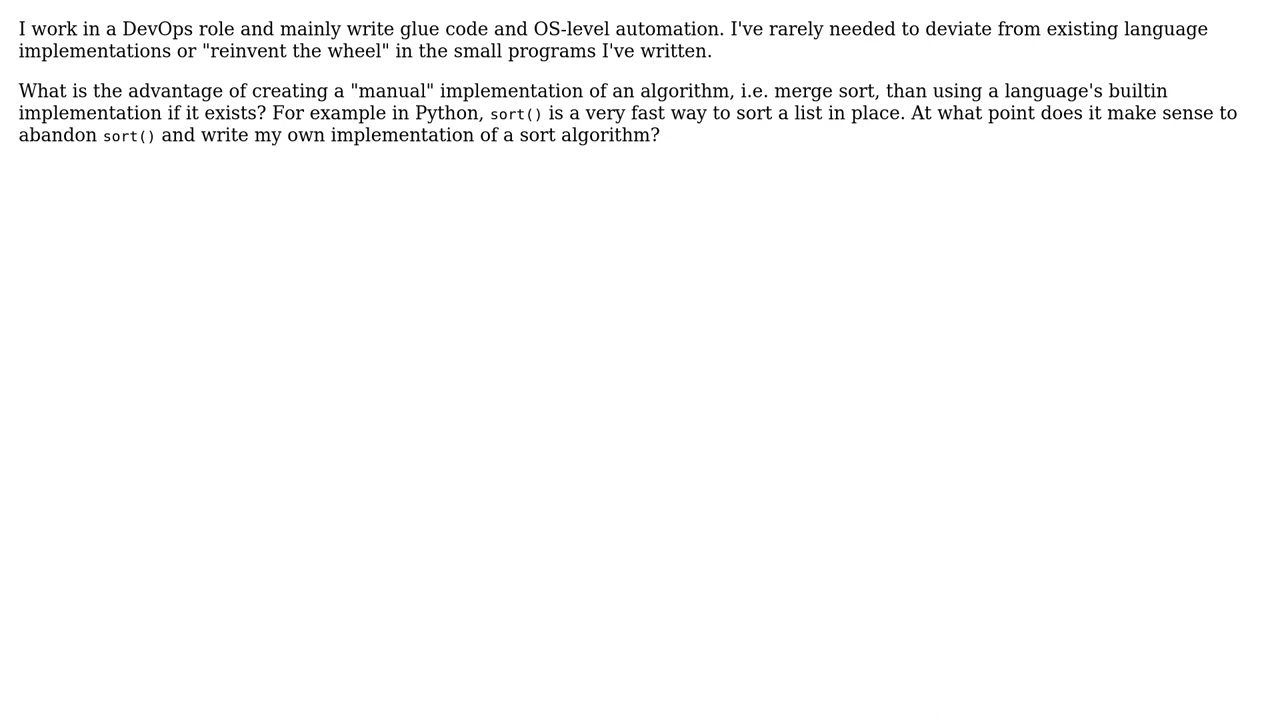 I work in a DevOps role and mainly write glue code and OS-level automation. I've rarely needed to deviate from existing language
implementations or "reinvent the wheel" in the small programs I've written.
What is the advantage of creating a "manual" implementation of an algorithm, i.e. merge sort, than using a language's builtin
implementation if it exists? For example in Python, sort() is a very fast way to sort a list in place. At what point does it make sense to
abandon sort() and write my own implementation of a sort algorithm?